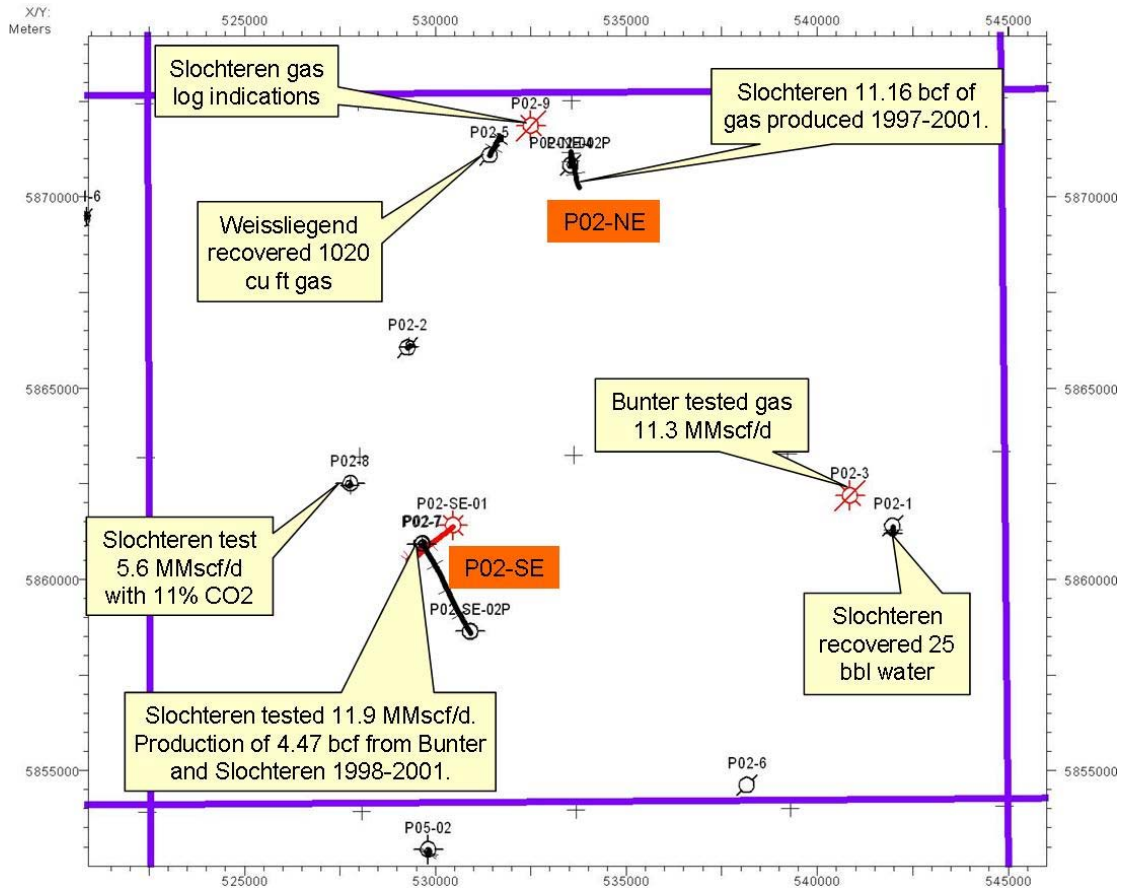 X/Y:
Meters
525000
530000
535000
540000
545000
Slochteren gas
log indications
Slochteren 11.16 bcf of
gas produced 1997-2001.
P02-9
P02-5
5870000
5870000
Weissliegend
recovered 1020
cu ft gas
P02-NE
P02-2
5865000
5865000
Bunter tested gas
11.3 MMscf/d
P02-8
P02-3
P02-1
P02-SE-01
P02-7
Slochteren test
5.6 MMscf/d
with 11% CO2
P02-SE
5860000
5860000
P02-SE-02P
Slochteren
recovered 25
bbl water
Slochteren tested 11.9 MMscf/d.
Production of 4.47 bcf from Bunter
and Slochteren 1998-2001.
5855000
5855000
P02-6
P05-02
525000
530000
535000
540000
545000